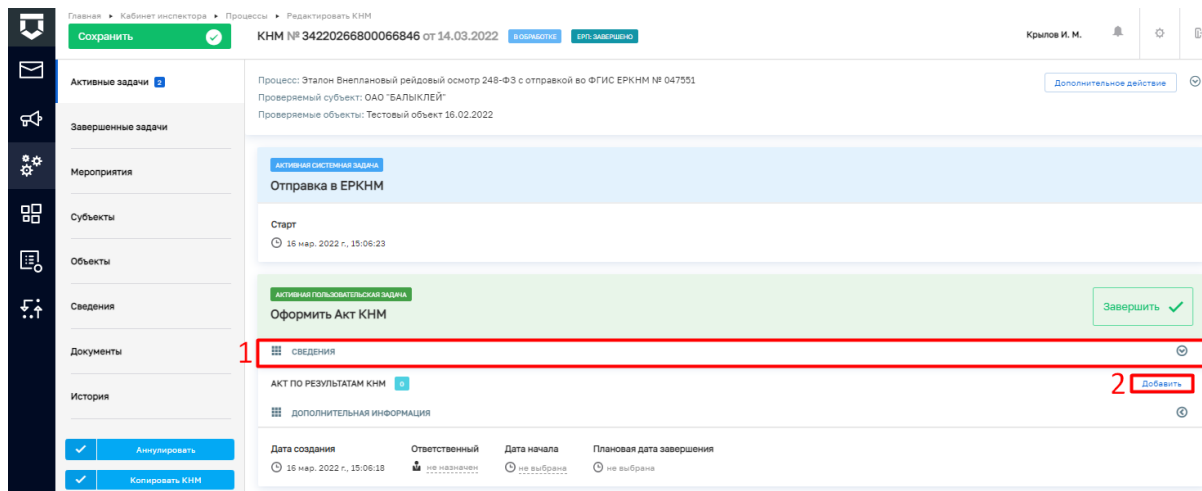 Главная ▸ Кабинет инспектора ▸ Процессы ▸ Редактировать КНМ
Сохранить
КНМ № 34220266800066846 от 14.03.2022 В ОБРАБОТКЕ ЕРП: ЗАВЕРШЕНО
Крылов И. М.
Активные задачи 2
Завершенные задачи
Мероприятия
Субъекты
Объекты
Сведения
Документы
История
Аннулировать
Копировать КНМ
Процесс: Эталон Внеплановый рейдовый осмотр 248-ФЗ с отправкой во ФГИС ЕРКНМ № 047551
Дополнительное действие
Проверяемый субъект: ОАО "БАЛЫКЛЕЙ"
Проверяемые объекты: Тестовый объект 16.02.2022
АКТИВНАЯ СИСТЕМНАЯ ЗАДАЧА
Отправка в ЕРКНМ
Старт
16 мар. 2022 г., 15:06:23
АКТИВНАЯ ПОЛЬЗОВАТЕЛЬСКАЯ ЗАДАЧА
Оформить Акт КНМ
Завершить
1 СВЕДЕНИЯ
АКТ ПО РЕЗУЛЬТАТАМ КНМ 0
2 Добавить
ДОПОЛНИТЕЛЬНАЯ ИНФОРМАЦИЯ
Дата создания Ответственный Дата начала Плановая дата завершения
16 мар. 2022 г., 15:06:18 не назначен не выбрана не выбрана